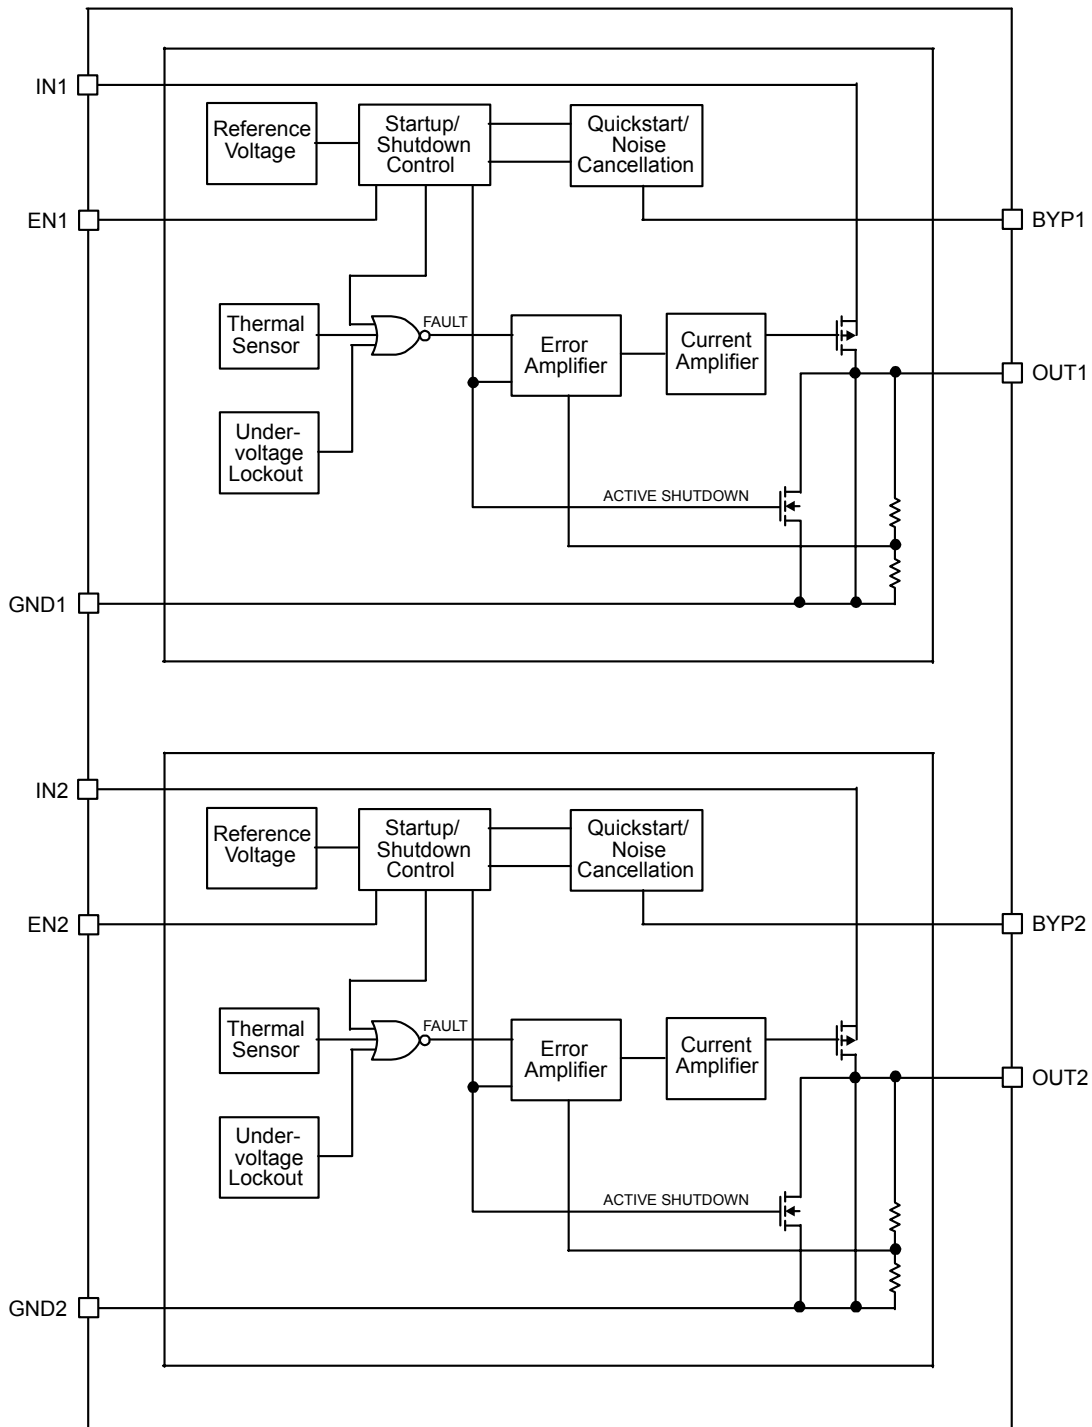 IN1
Reference
Voltage
Startup/
Shutdown
Control
Quickstart/
Noise
Cancellation
EN1
BYP1
Thermal
Sensor
FAULT
Error
Amplifier
Current
Amplifier
OUT1
Under-
voltage
Lockout
ACTIVE SHUTDOWN
GND1
IN2
Reference
Voltage
Startup/
Shutdown
Control
Quickstart/
Noise
Cancellation
EN2
BYP2
Thermal
Sensor
FAULT
Error
Amplifier
Current
Amplifier
OUT2
Under-
voltage
Lockout
ACTIVE SHUTDOWN
GND2